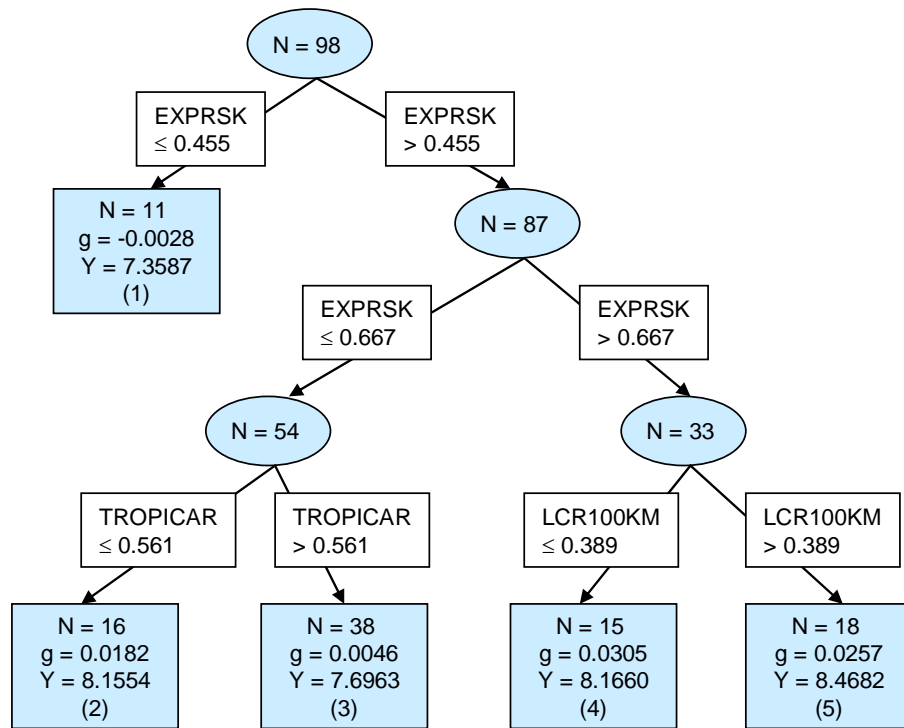 N = 98
EXPRSK
≤ 0.455
EXPRSK
> 0.455
N = 11
g = -0.0028
Y = 7.3587
(1)
N = 87
EXPRSK
≤ 0.667
EXPRSK
> 0.667
N = 54
N = 33
TROPICAR
≤ 0.561
TROPICAR
> 0.561
LCR100KM
≤ 0.389
LCR100KM
> 0.389
N = 16
g = 0.0182
Y = 8.1554
(2)
N = 38
g = 0.0046
Y = 7.6963
(3)
N = 15
g = 0.0305
Y = 8.1660
(4)
N = 18
g = 0.0257
Y = 8.4682
(5)